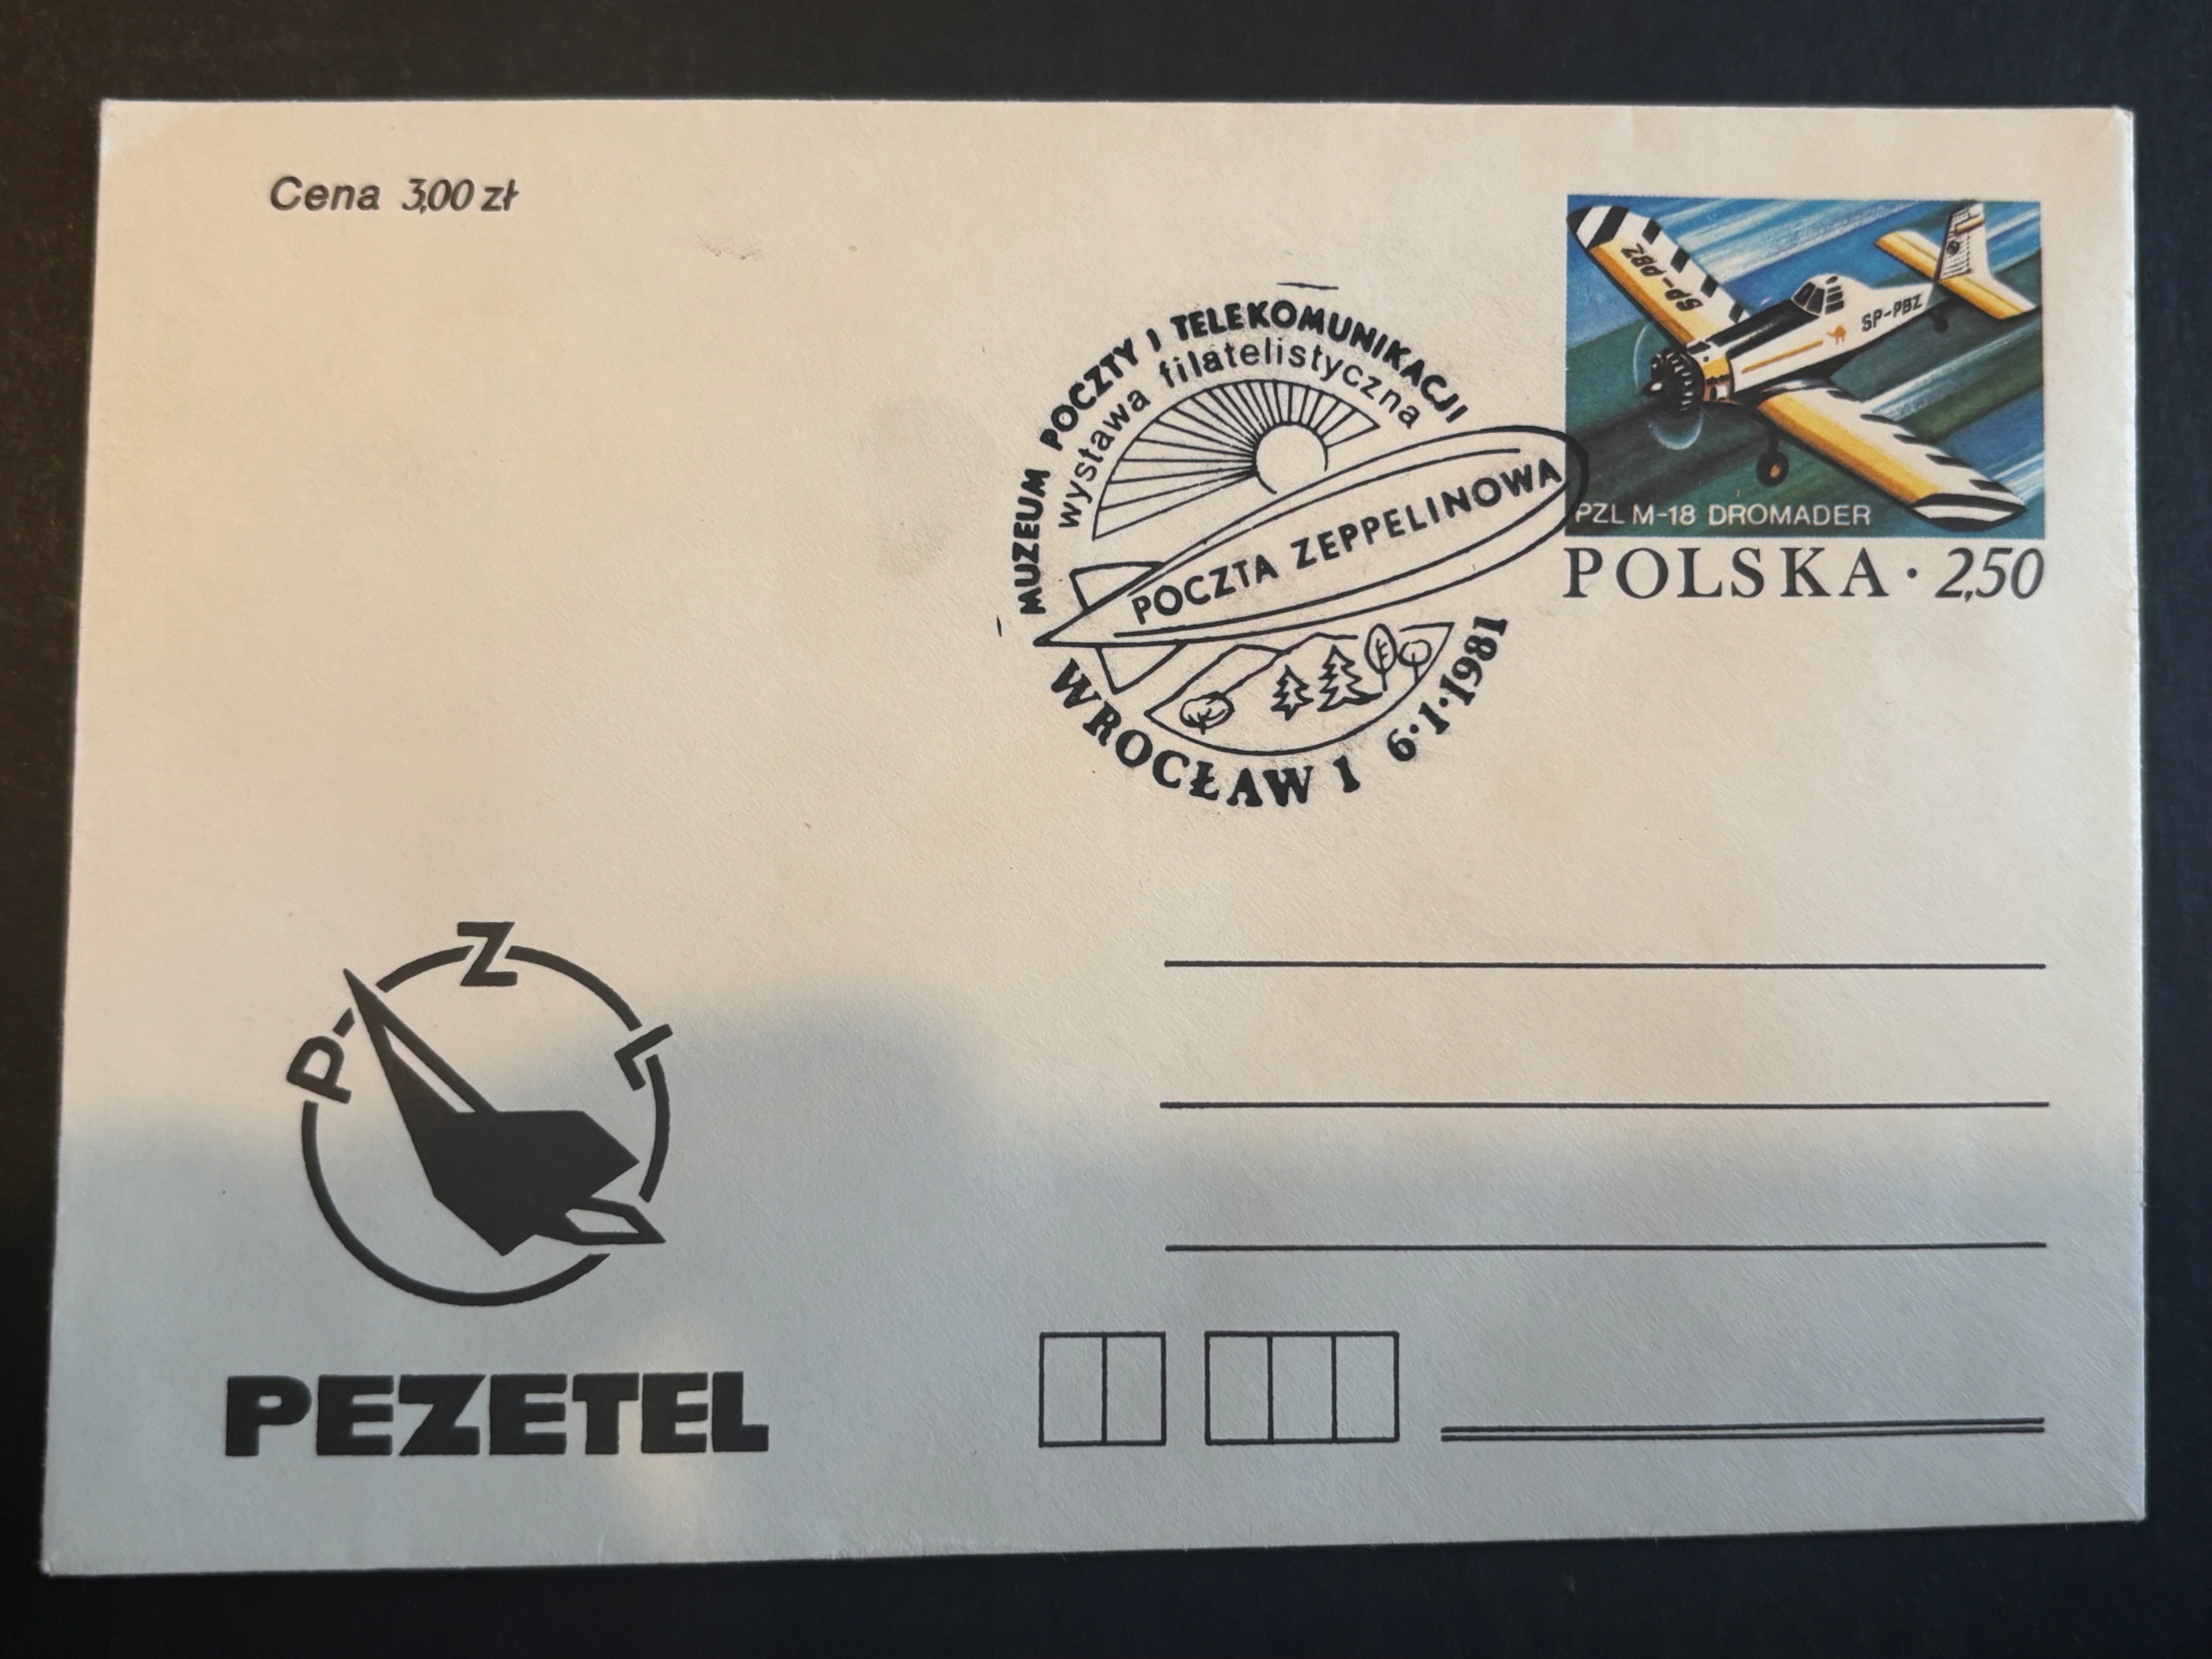 Cena 3,00 zł
MUZEUM POCZTY I TELEKOMUNIKACJI
wystawa filatelistyczna
POCZTA ZEPPELINOWA
WROCŁAW 1 6·1·1981
SP-PBZ
SP-PBZ
PZL M-18 DROMADER
POLSKA · 2,50
PZL
PEZETEL